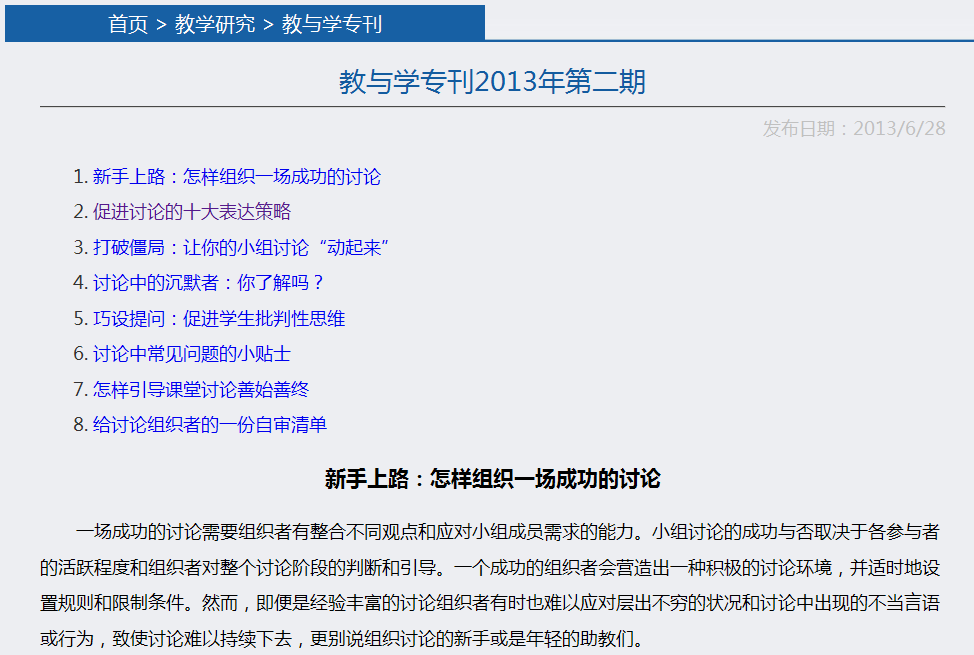 首页 > 教学研究 > 教与学专刊
教与学专刊2013年第二期
发布日期：2013/6/28
1. 新手上路：怎样组织一场成功的讨论
2. 促进讨论的十大表达策略
3. 打破僵局：让你的小组讨论“动起来”
4. 讨论中的沉默者：你了解吗？
5. 巧设提问：促进学生批判性思维
6. 讨论中常见问题的小贴士
7. 怎样引导课堂讨论善始善终
8. 给讨论组织者的一份自审清单
新手上路：怎样组织一场成功的讨论
一场成功的讨论需要组织者有整合不同观点和应对小组成员需求的能力。小组讨论的成功与否取决于各参与者
的活跃程度和组织者对整个讨论阶段的判断和引导。一个成功的组织者会营造出一种积极的讨论环境，并适时地设
置规则和限制条件。然而，即便是经验丰富的讨论组织者有时也难以应对层出不穷的状况和讨论中出现的不当言语
或行为，致使讨论难以持续下去，更别说组织讨论的新手或是年轻的助教们。